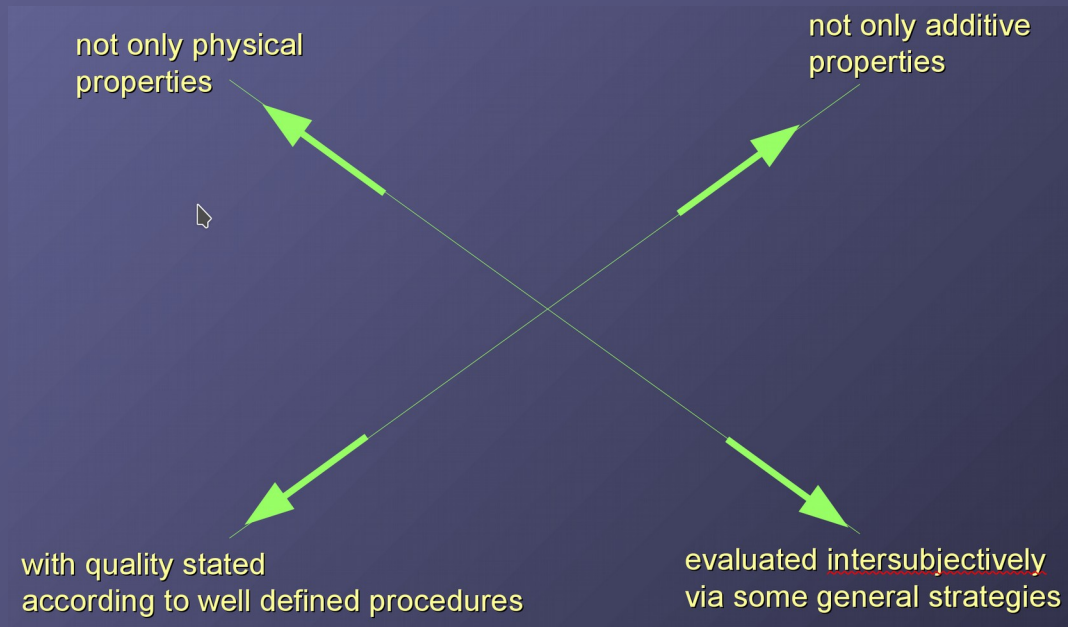 not only physical
properties
not only additive
properties
with quality stated
according to well defined procedures
evaluated intersubjectively
via some general strategies